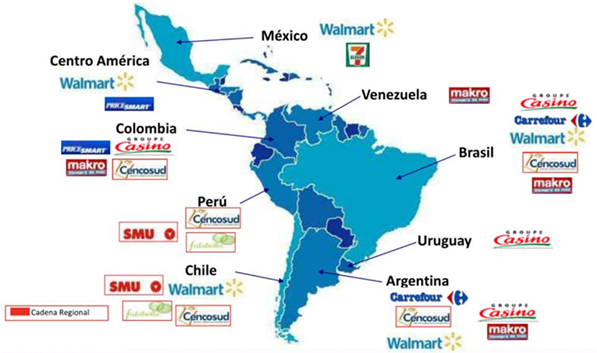 México
Walmart
7
ELEVEN
Centro América
Walmart
PRICESMART
Venezuela
makro
Colombia
PRICESMART
GROUPE
Casino
makro
Cencosud
Brasil
GROUPE
Casino
Carrefour
Walmart
Cencosud
makro
Perú
Cencosud
SMU
falabella
Uruguay
GROUPE
Casino
Chile
SMU
Walmart
falabella
Cencosud
Argentina
Carrefour
GROUPE
Casino
Cencosud
makro
Walmart
Cadena Regional